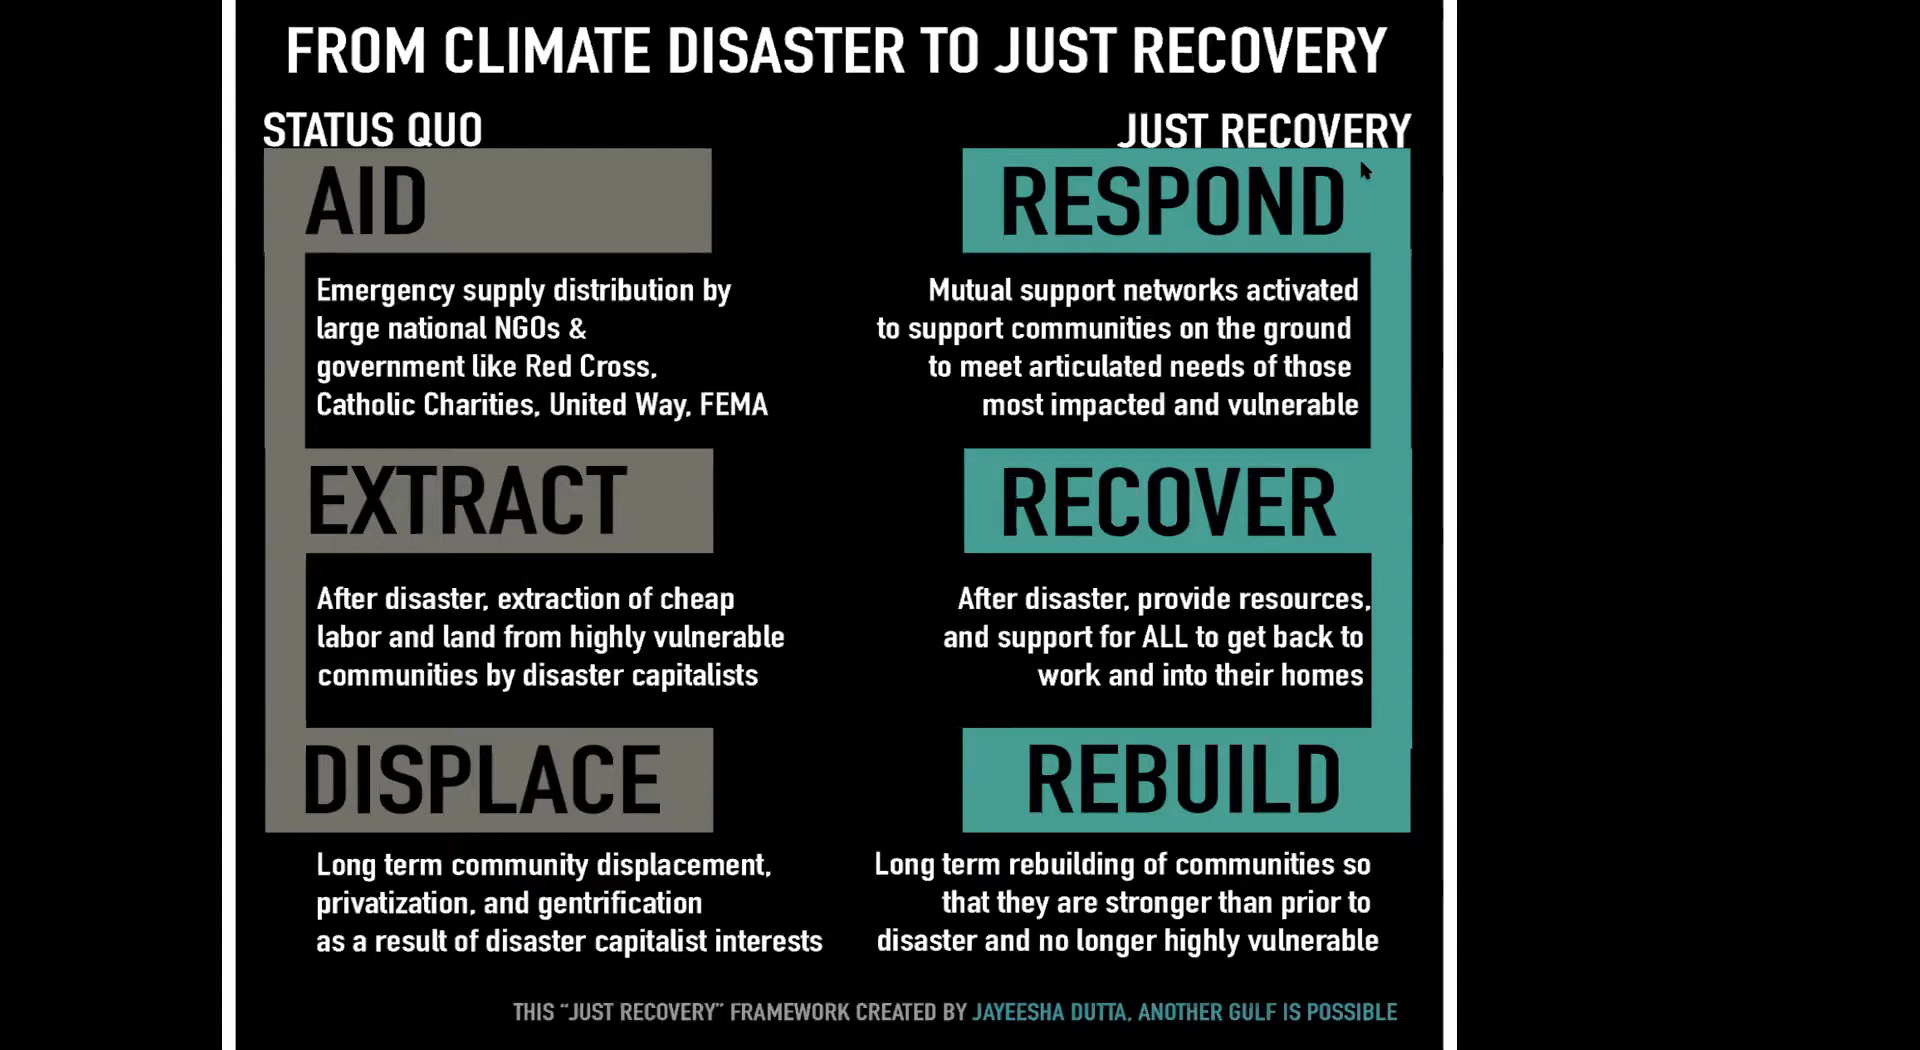 FROM CLIMATE DISASTER TO JUST RECOVERY
STATUS QUO
AID
Emergency supply distribution by
large national NGOs &
government like Red Cross,
Catholic Charities, United Way, FEMA
EXTRACT
After disaster, extraction of cheap
labor and land from highly vulnerable
communities by disaster capitalists
DISPLACE
Long term community displacement,
privatization, and gentrification
as a result of disaster capitalist interests
JUST RECOVERY
RESPOND
Mutual support networks activated
to support communities on the ground
to meet articulated needs of those
most impacted and vulnerable
RECOVER
After disaster, provide resources,
and support for ALL to get back to
work and into their homes
REBUILD
Long term rebuilding of communities so
that they are stronger than prior to
disaster and no longer highly vulnerable
THIS “JUST RECOVERY” FRAMEWORK CREATED BY JAYEESHA DUTTA, ANOTHER GULF IS POSSIBLE